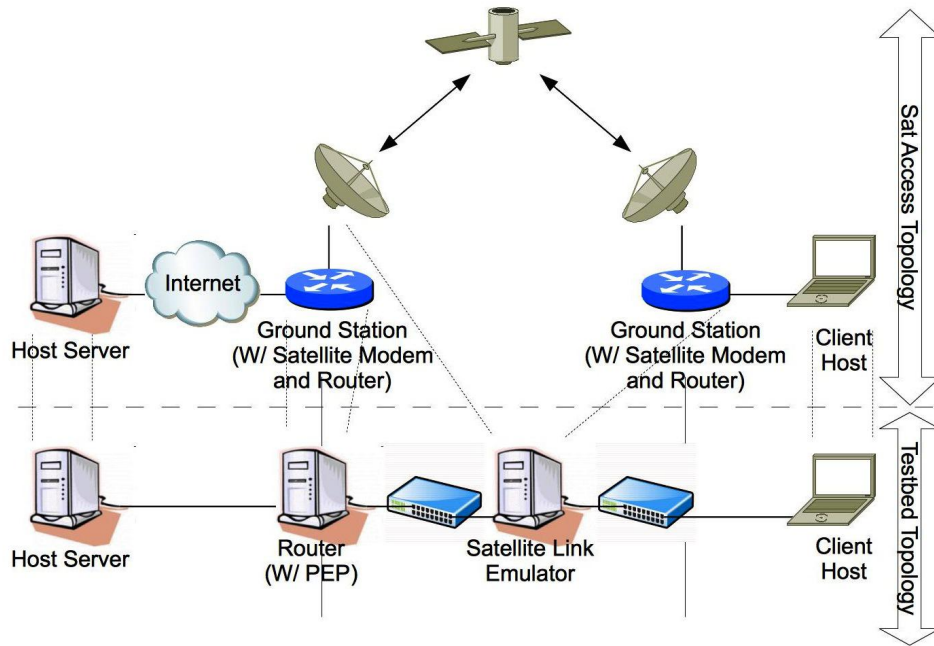 Sat Access Topology
Internet
Host Server
Ground Station
(W/ Satellite Modem
and Router)
Ground Station
(W/ Satellite Modem
and Router)
Client
Host
Testbed Topology
Host Server
Router
(W/ PEP)
Satellite Link
Emulator
Client
Host